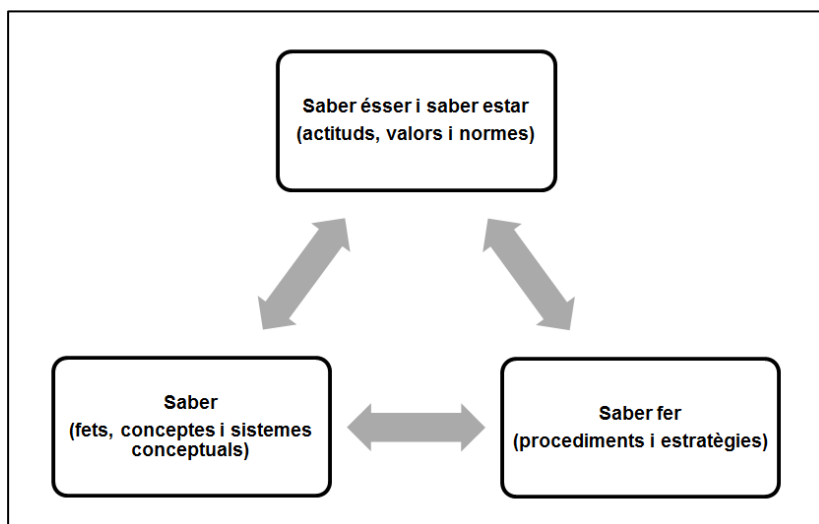 Saber ésser i saber estar
(actituds, valors i normes)
Saber
(fets, conceptes i sistemes
conceptuals)
Saber fer
(procediments i estratègies)